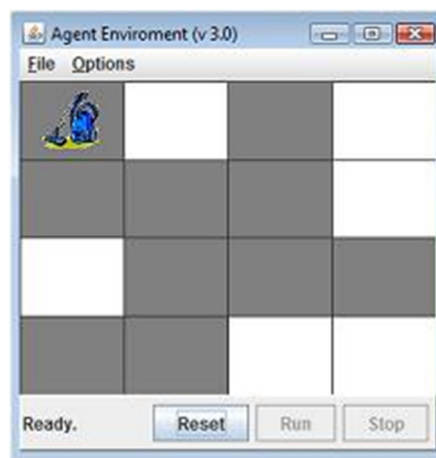 Agent Enviroment (v 3.0)
File Options
Ready. Reset Run Stop